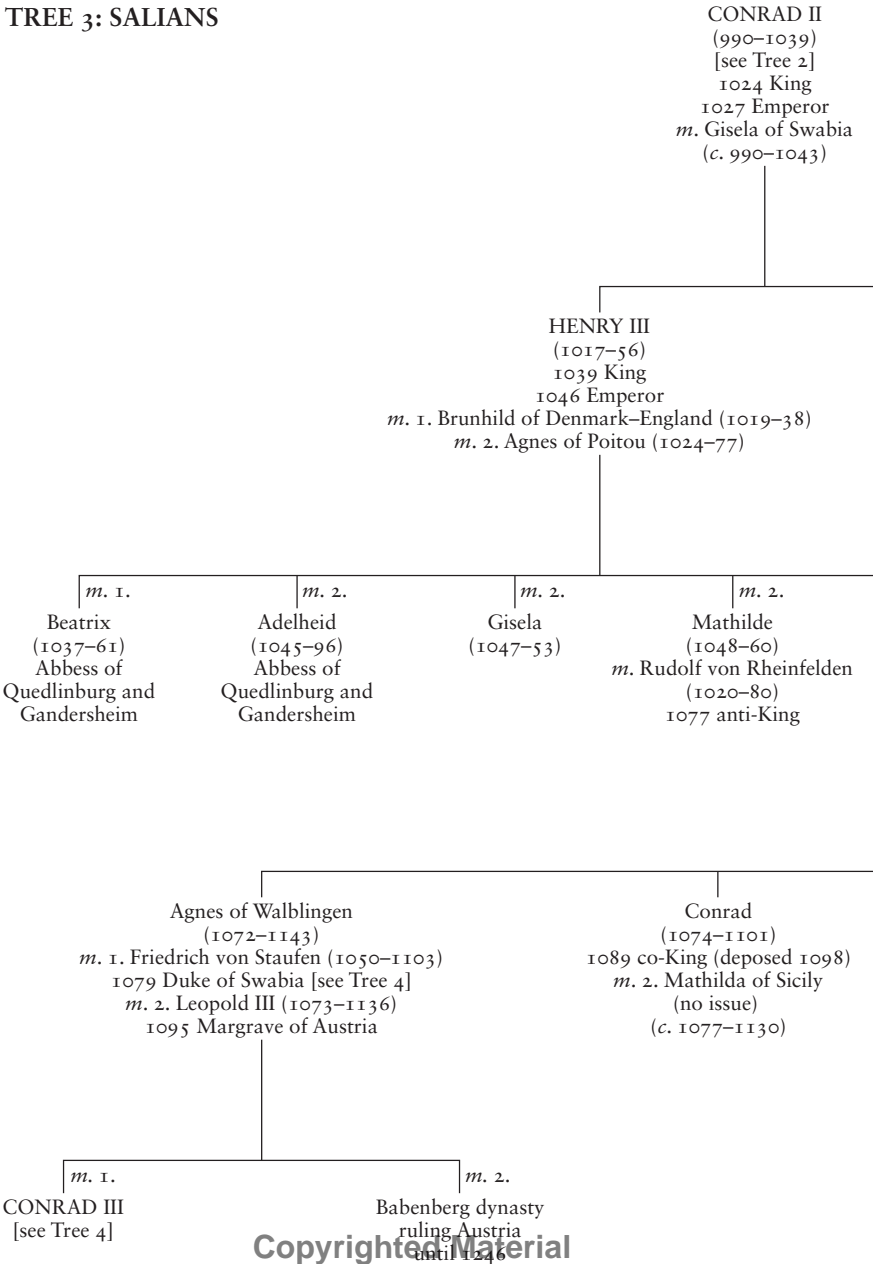 TREE 3: SALIANS
CONRAD II
(990–1039)
[see Tree 2]
1024 King
1027 Emperor
m. Gisela of Swabia
(c. 990–1043)
HENRY III
(1017–56)
1039 King
1046 Emperor
m. 1. Brunhild of Denmark–England (1019–38)
m. 2. Agnes of Poitou (1024–77)
m. 1.
Beatrix
(1037–61)
Abbess of
Quedlinburg and
Gandersheim
m. 2.
Adelheid
(1045–96)
Abbess of
Quedlinburg and
Gandersheim
m. 2.
Gisela
(1047–53)
m. 2.
Mathilde
(1048–60)
m. Rudolf von Rheinfelden
(1020–80)
1077 anti-King
Agnes of Walblingen
(1072–1143)
m. 1. Friedrich von Staufen (1050–1103)
1079 Duke of Swabia [see Tree 4]
m. 2. Leopold III (1073–1136)
1095 Margrave of Austria
Conrad
(1074–1101)
1089 co-King (deposed 1098)
m. 2. Mathilda of Sicily
(no issue)
(c. 1077–1130)
m. 1.
CONRAD III
[see Tree 4]
m. 2.
Babenberg dynasty
ruling Austria
until 1246
Copyrighted Material